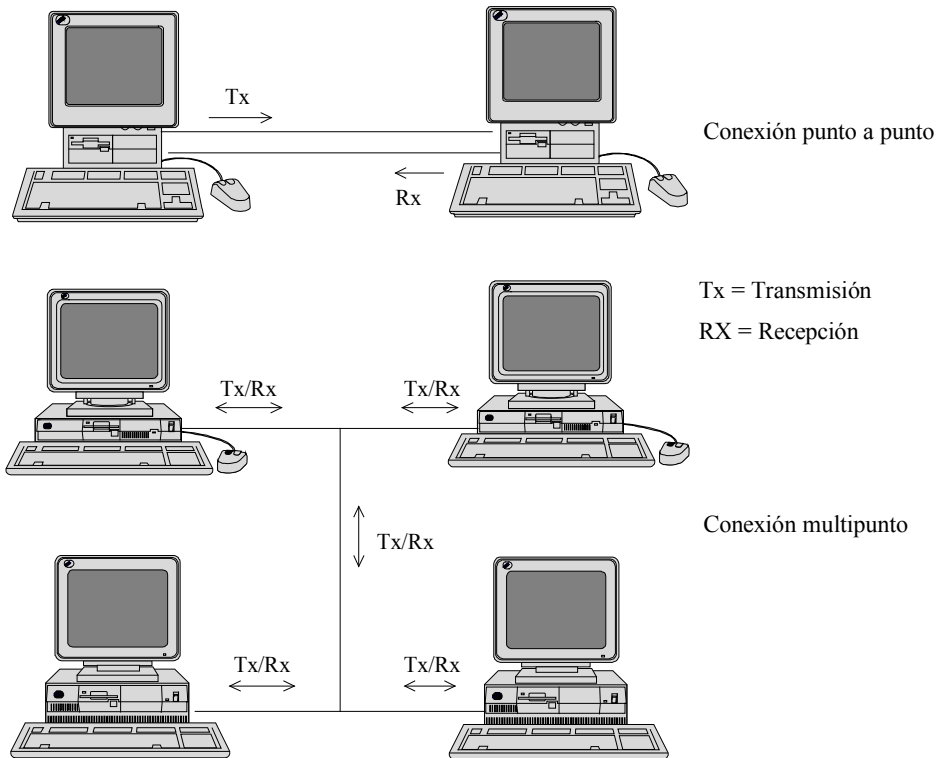 Tx
Conexión punto a punto
Rx
Tx = Transmisión
RX = Recepción
Tx/Rx
Tx/Rx
Conexión multipunto
Tx/Rx
Tx/Rx
Tx/Rx